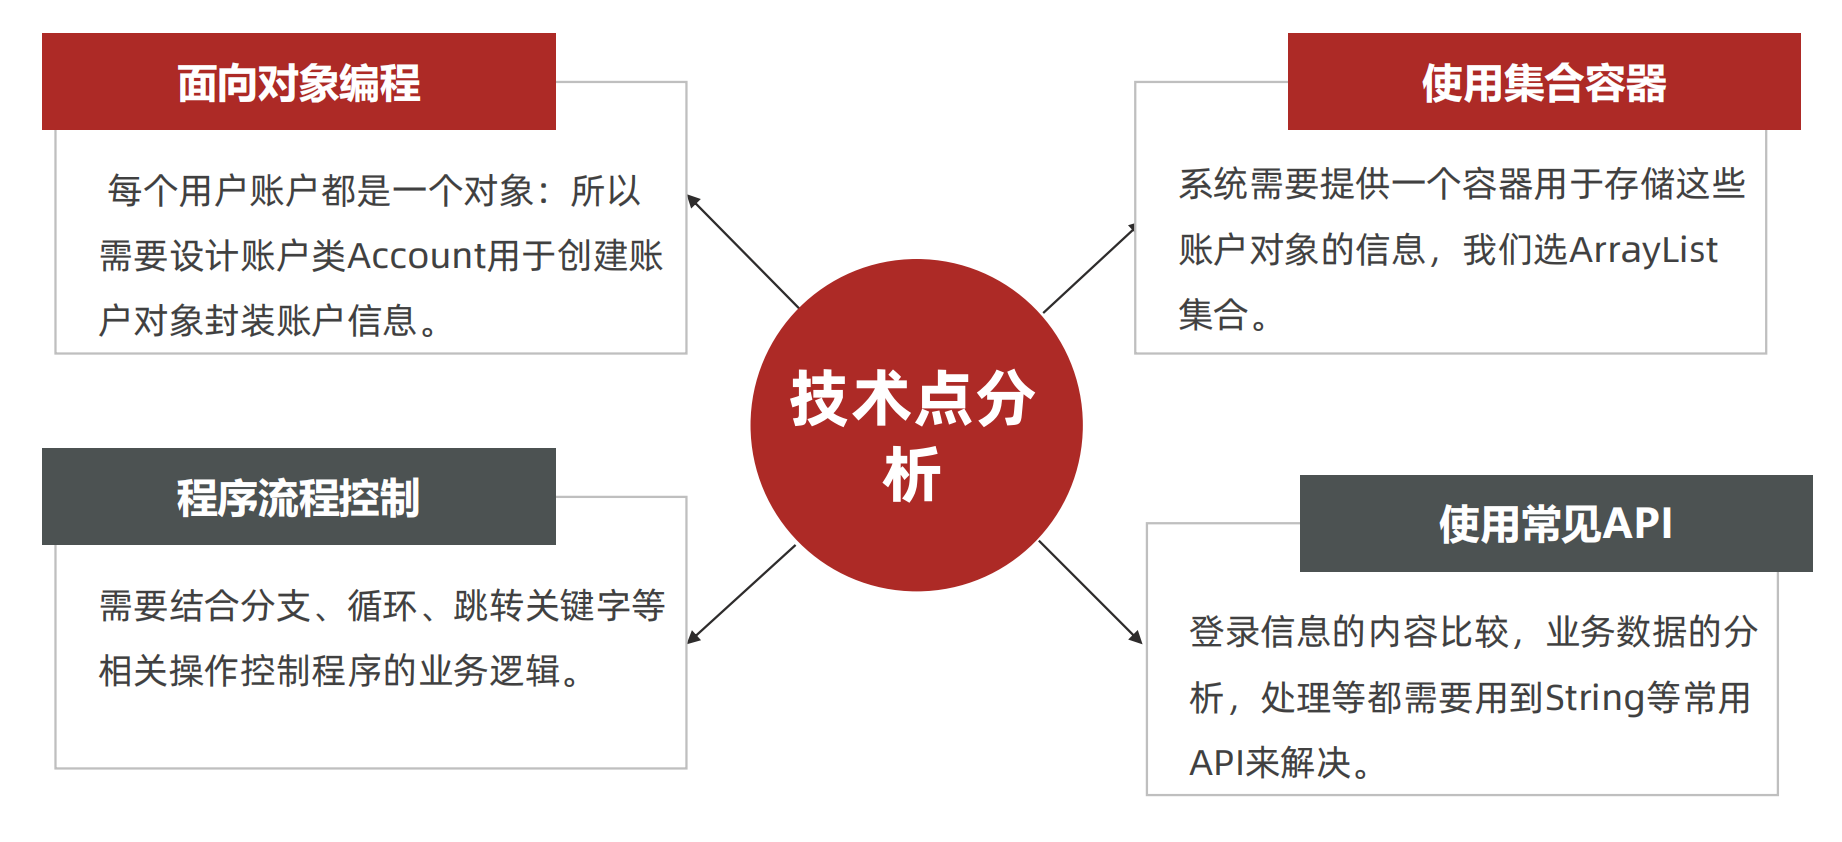 面向对象编程
每个用户账户都是一个对象：所以
需要设计账户类Account用于创建账
户对象封装账户信息。
使用集合容器
系统需要提供一个容器用于存储这些
账户对象的信息，我们选ArrayList
集合。
技术点分
析
程序流程控制
需要结合分支、循环、跳转关键字等
相关操作控制程序的业务逻辑。
使用常见API
登录信息的内容比较，业务数据的分
析，处理等都需要用到String等常用
API来解决。